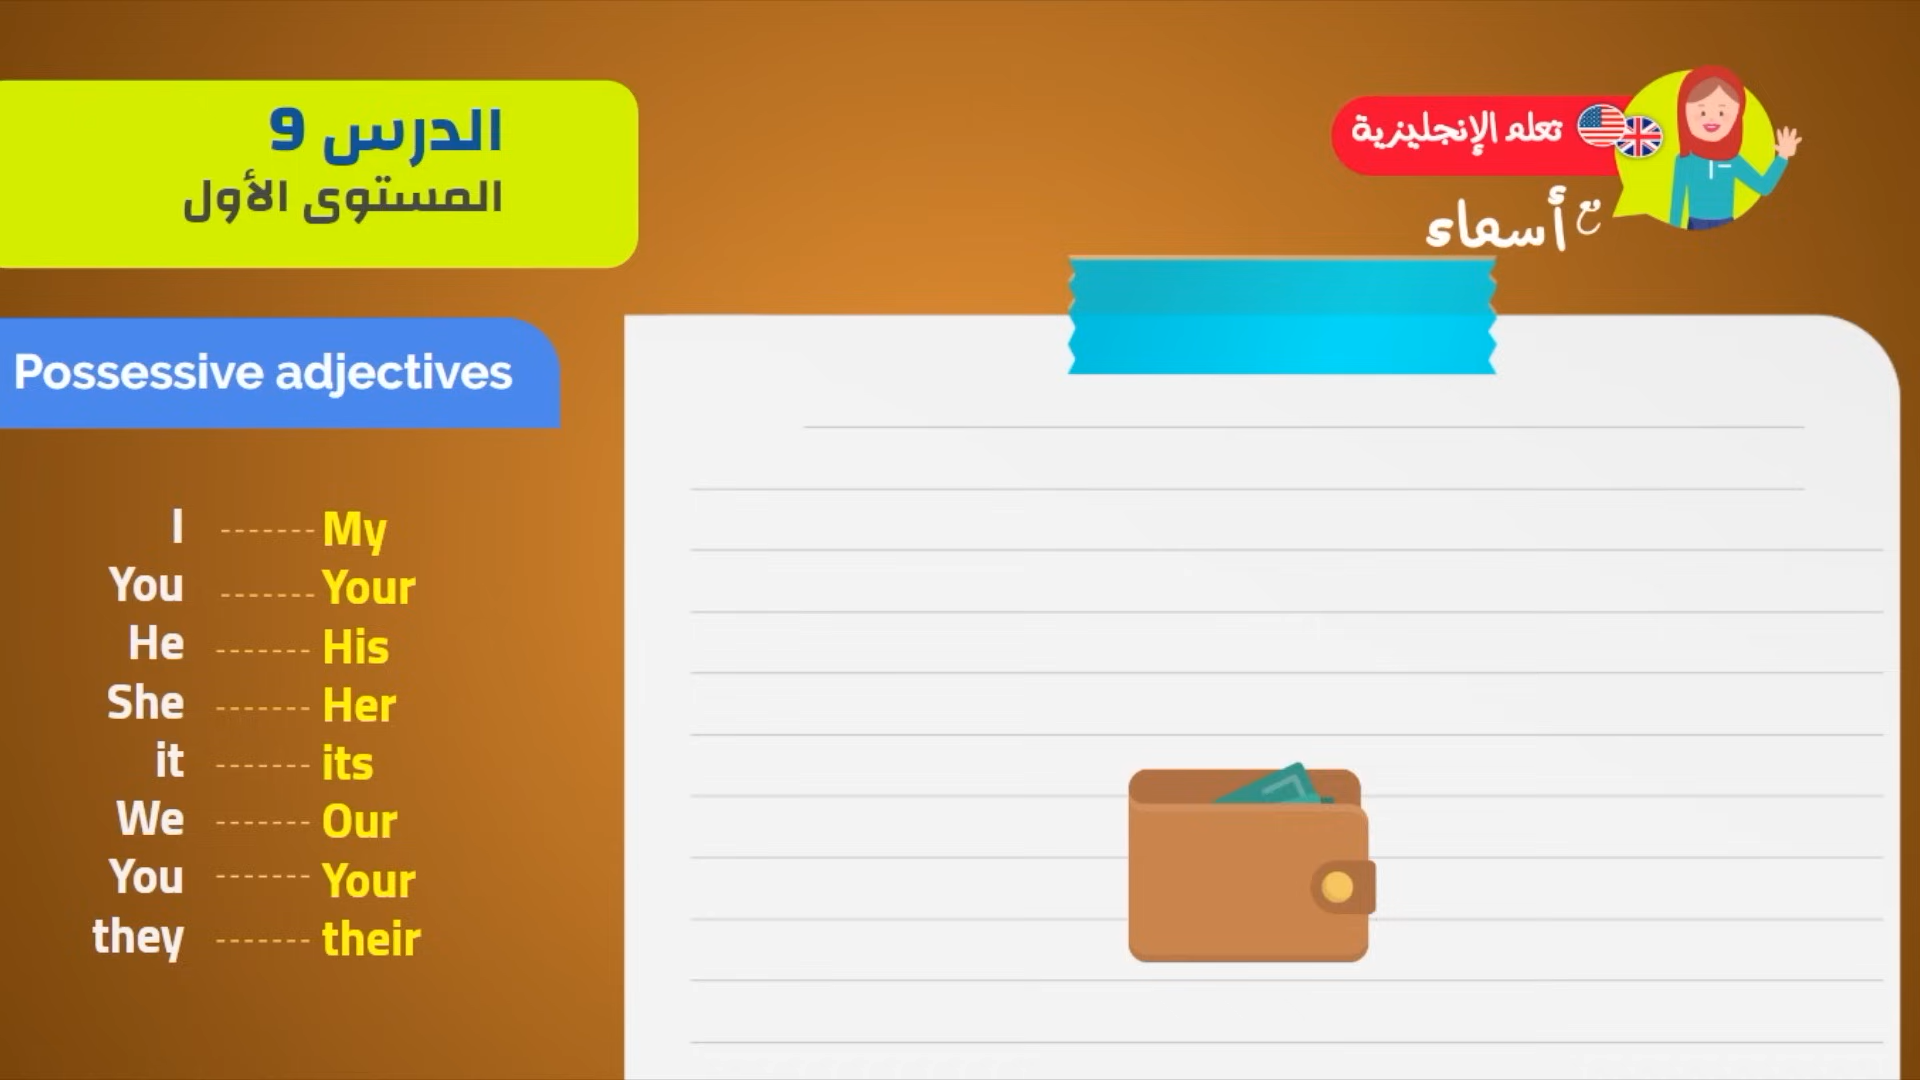 الدرس 9
المستوى الأول
تعلم الإنجليزية
مع أسماء
Possessive adjectives
I ------- My
You ------- Your
He ------- His
She ------- Her
it ------- its
We ------- Our
You ------- Your
they ------- their